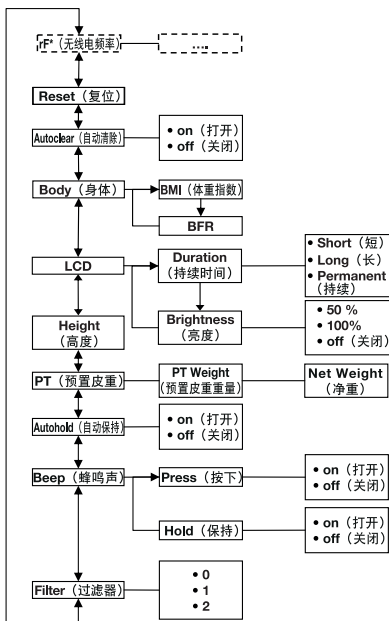 rF*（无线电频率）
....
Reset（复位）
Autoclear（自动清除）
• on（打开）
• off（关闭）
Body（身体）
BMI（体重指数）
BFR
LCD
Duration
（持续时间）
• Short（短）
• Long（长）
• Permanent
（持续）
Brightness
（亮度）
• 50 %
• 100%
• off（关闭）
Height
（高度）
PT（预置皮重）
PT Weight
（预置皮重重量）
Net Weight
（净重）
Autohold（自动保持）
• on（打开）
• off（关闭）
Beep（蜂鸣声）
Press（按下）
• on（打开）
• off（关闭）
Hold（保持）
• on（打开）
• off（关闭）
Filter（过滤器）
• 0
• 1
• 2